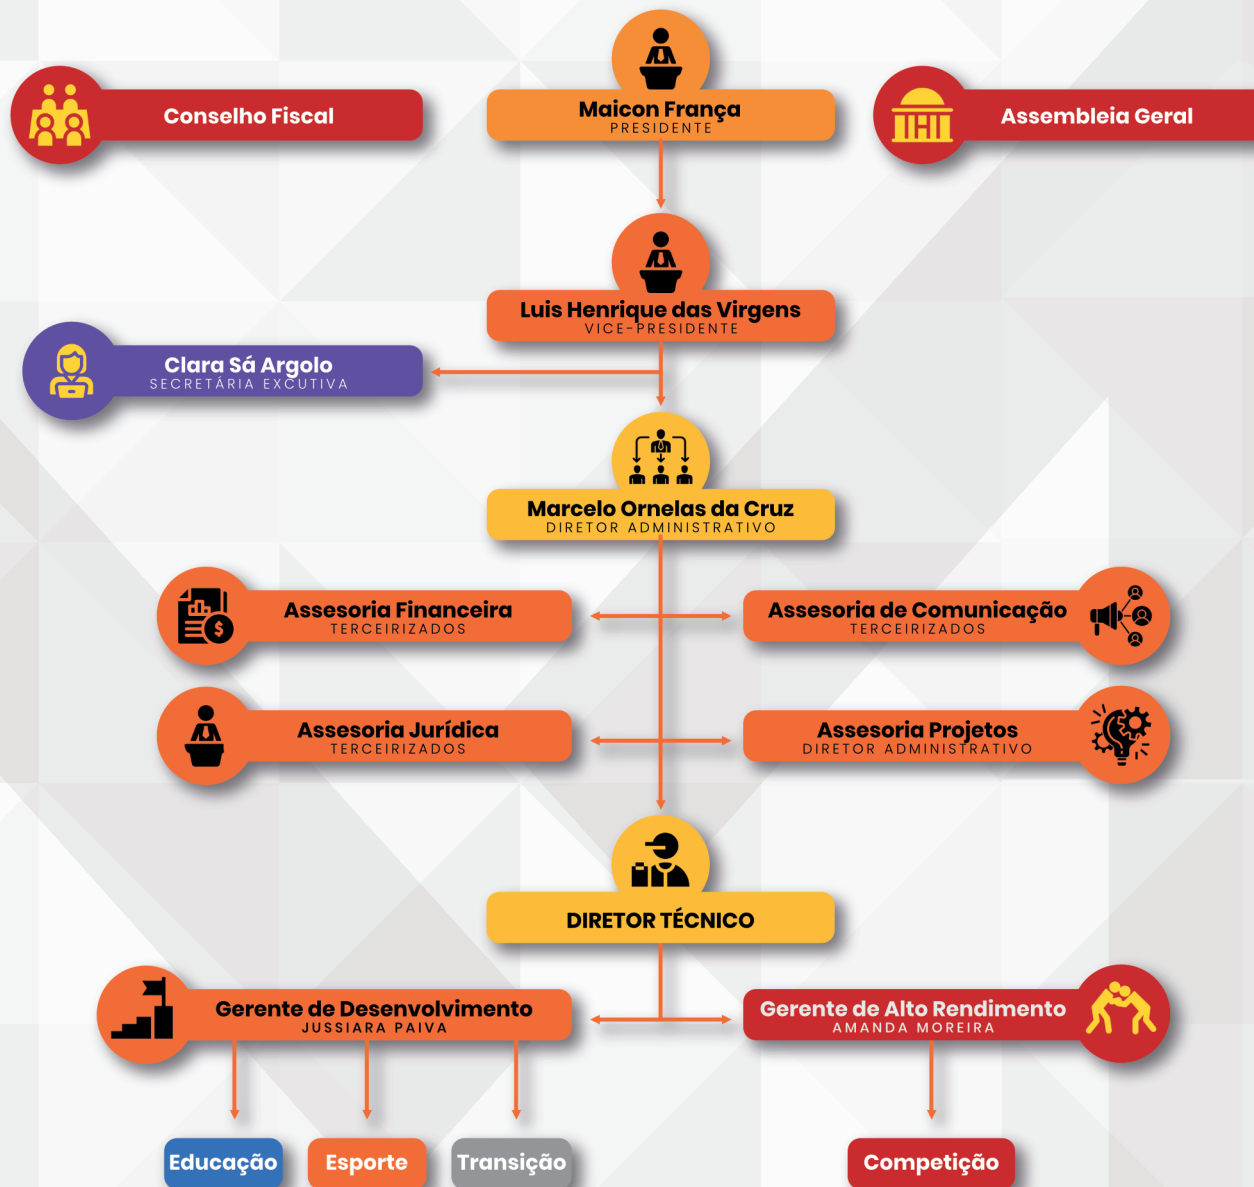 Maicon França
PRESIDENTE
Conselho Fiscal
Assembleia Geral
Luis Henrique das Virgens
VICE-PRESIDENTE
Clara Sá Argolo
SECRETÁRIA EXCUTIVA
Marcelo Ornelas da Cruz
DIRETOR ADMINISTRATIVO
Assesoria Financeira
TERCEIRIZADOS
Assesoria de Comunicação
TERCEIRIZADOS
Assesoria Jurídica
TERCEIRIZADOS
Assesoria Projetos
DIRETOR ADMINISTRATIVO
DIRETOR TÉCNICO
Gerente de Desenvolvimento
JUSSIARA PAIVA
Gerente de Alto Rendimento
AMANDA MOREIRA
Educação
Esporte
Transição
Competição